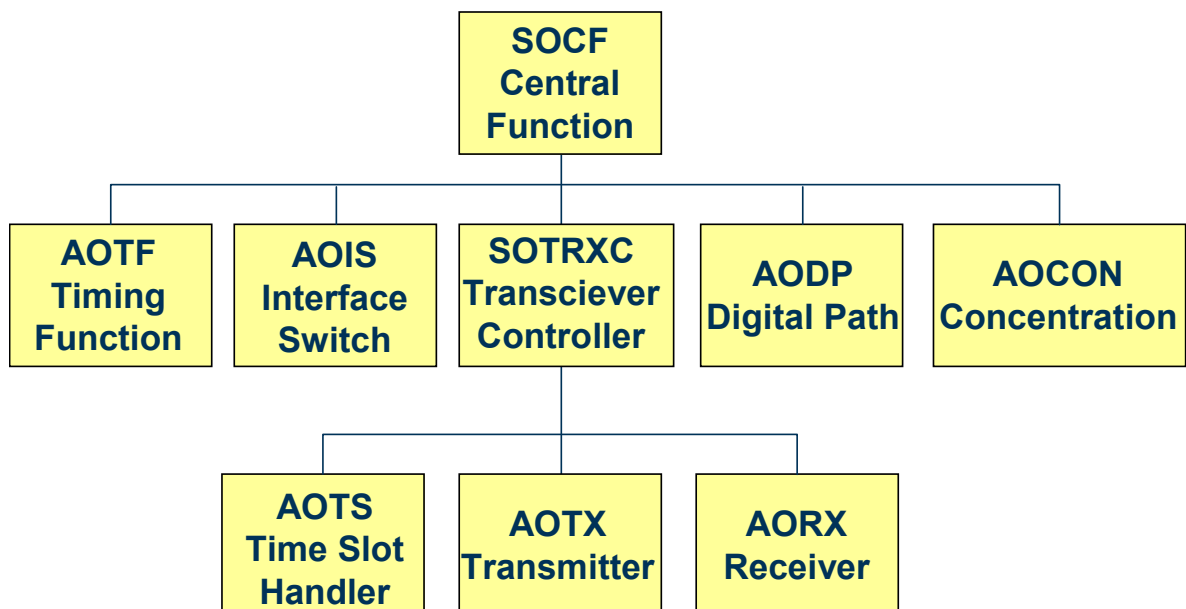 SOCF
Central
Function
AOTF
Timing
Function
AOIS
Interface
Switch
SOTRXC
Transciever
Controller
AODP
Digital Path
AOCON
Concentration
AOTS
Time Slot
Handler
AOTX
Transmitter
AORX
Receiver